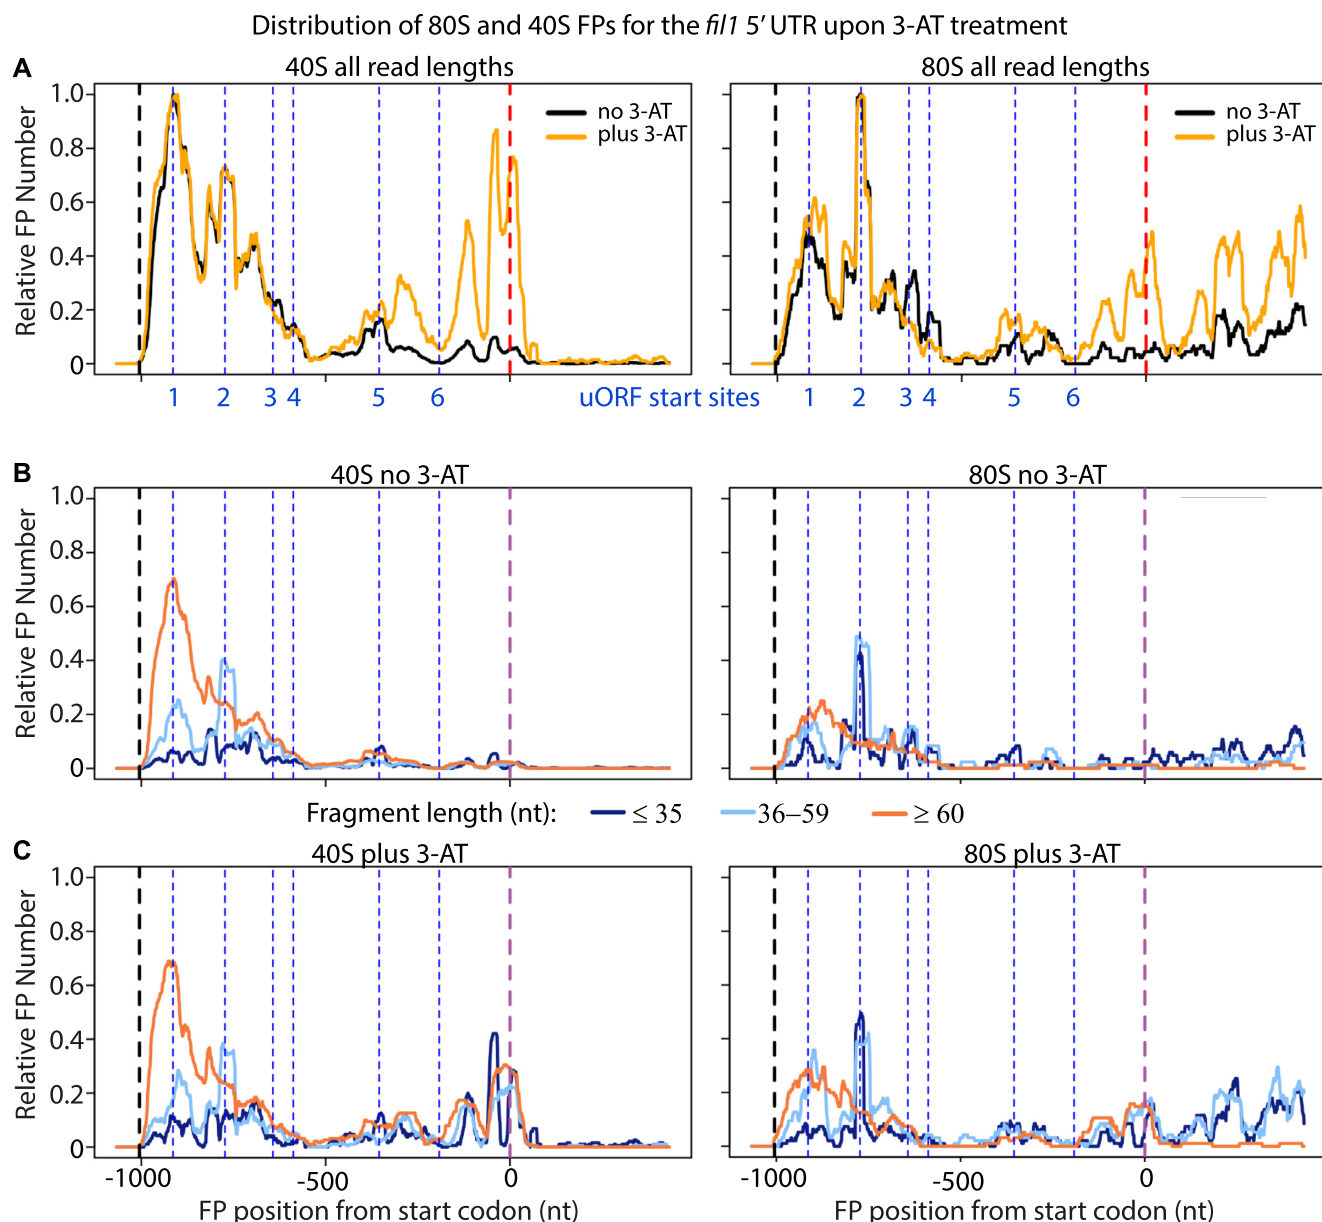 Distribution of 80S and 40S FPs for the fil1 5′ UTR upon 3-AT treatment
A
40S all read lengths
80S all read lengths
Relative FP Number
1.0
0.8
0.6
0.4
0.2
0
no 3-AT
plus 3-AT
no 3-AT
plus 3-AT
1 2 3 4 5 6 uORF start sites 1 2 3 4 5 6
B
40S no 3-AT
80S no 3-AT
Relative FP Number
1.0
0.8
0.6
0.4
0.2
0
Fragment length (nt): ≤ 35 36–59 ≥ 60
C
40S plus 3-AT
80S plus 3-AT
Relative FP Number
1.0
0.8
0.6
0.4
0.2
0
-1000 -500 0
-1000 -500 0
FP position from start codon (nt)
FP position from start codon (nt)